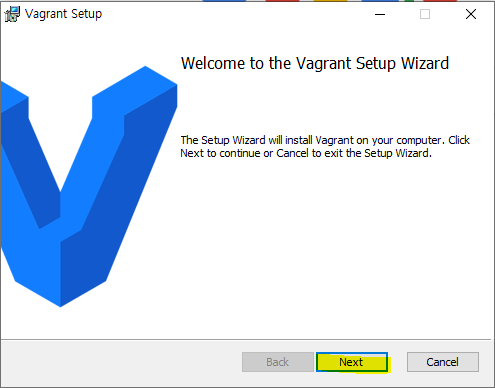 Vagrant Setup
Welcome to the Vagrant Setup Wizard
The Setup Wizard will install Vagrant on your computer. Click
Next to continue or Cancel to exit the Setup Wizard.
Back
Next
Cancel